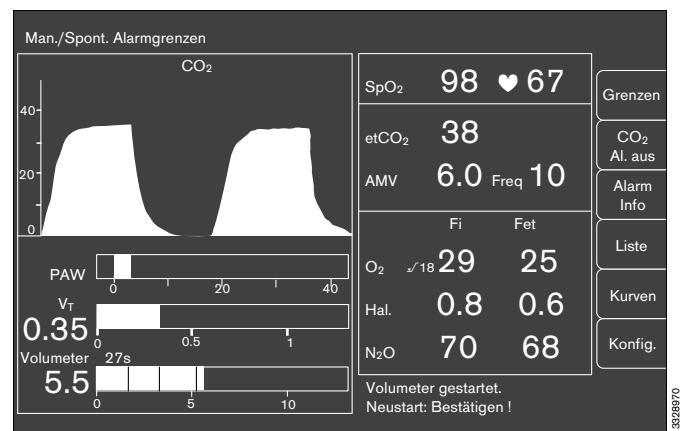 Man./Spont. Alarmgrenzen
CO₂
40
20
0
PAW
0 20 40
V_T
0.35
0 0.5 1
Volumeter 27s
5.5
0 5 10
SpO₂ 98 ♥ 67
etCO₂ 38
AMV 6.0 Freq 10
Fi Fet
O₂ 18 29 25
Hal. 0.8 0.6
N₂O 70 68
Volumeter gestartet.
Neustart: Bestätigen !
Grenzen
CO₂
Al. aus
Alarm
Info
Liste
Kurven
Konfig.
3328970